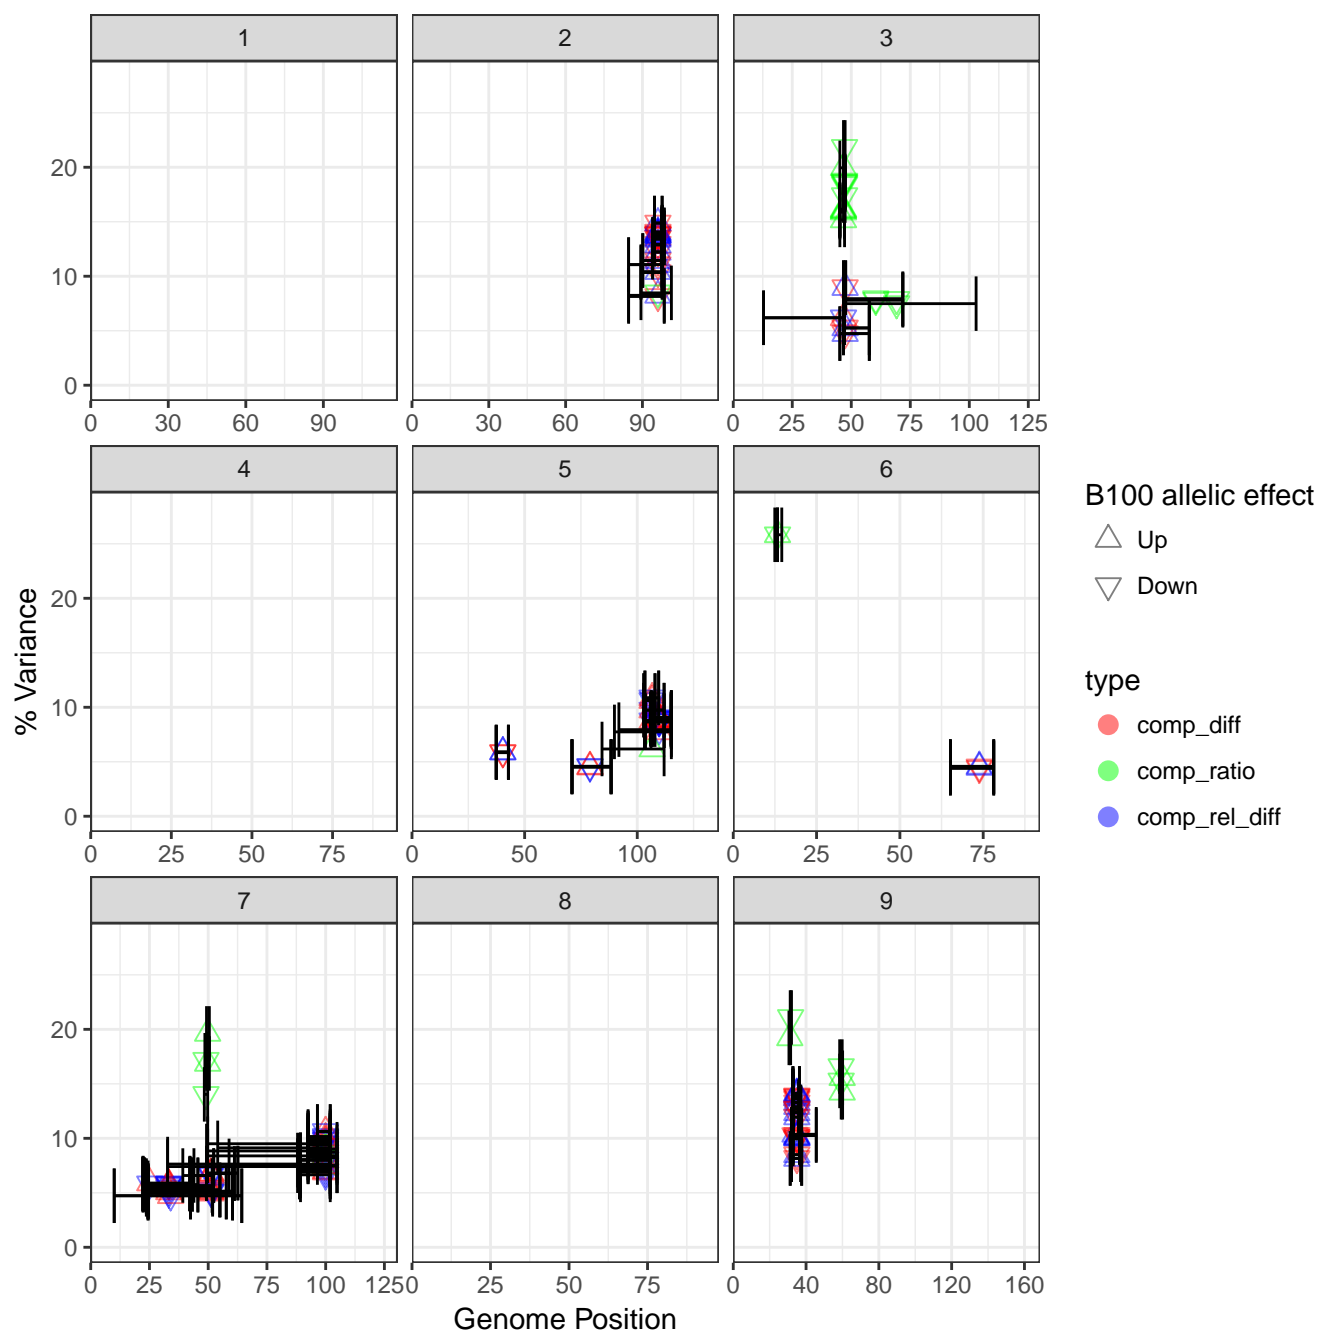 1 2 3
20
10
0
0 30 60 90 0 30 60 90 0 25 50 75 100 125
4 5 6
B100 allelic effect
Up
Down
% Variance
20
10
0
type
comp_diff
comp_ratio
comp_rel_diff
0 25 50 75 0 50 100 0 25 50 75
7 8 9
20
10
0
0 25 50 75 100 125 0 25 50 75 0 40 80 120 160
Genome Position